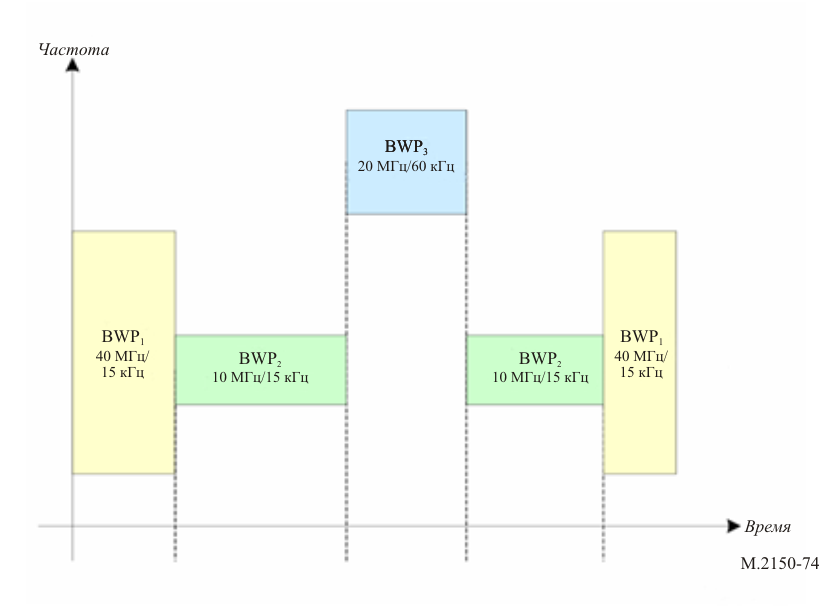 Частота
BWP₃
20 МГц/60 кГц
BWP₁
40 МГц/
15 кГц
BWP₂
10 МГц/15 кГц
BWP₂
10 МГц/15 кГц
BWP₁
40 МГц/
15 кГц
Время
M.2150-74